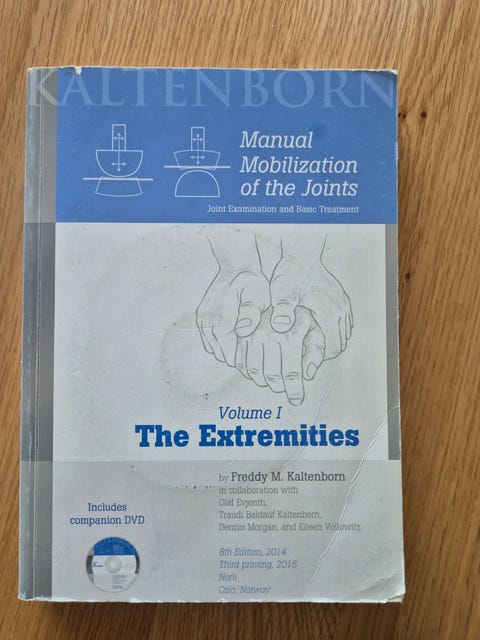 KALTENBORN
Manual
Mobilization
of the Joints
Joint Examination and Basic Treatment
Volume I
The Extremities
by Freddy M. Kaltenborn
in collaboration with
Olaf Evjenth,
Traudi Baldauf Kaltenborn,
Dennis Morgan, and Eileen Vollowitz
Includes
companion DVD
KALTENBORN
8th Edition, 2014
Third printing, 2015
Norli
Oslo, Norway